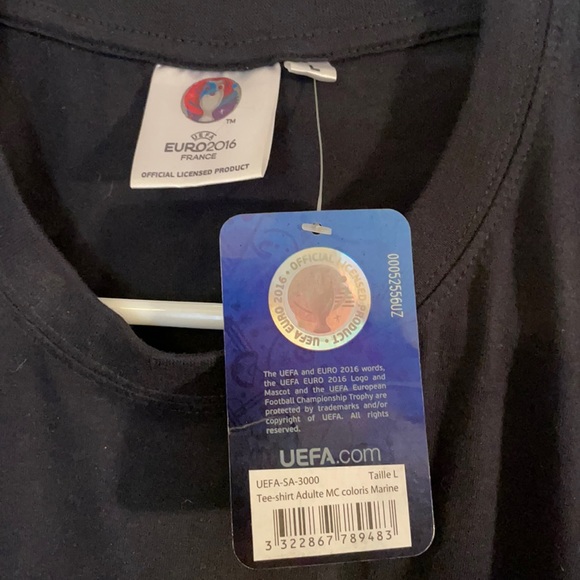 L
TM
UEFA
EURO2016
FRANCE
OFFICIAL LICENSED PRODUCT
00052556UZ
• OFFICIAL LICENSED PRODUCT • UEFA EURO 2016
The UEFA and EURO 2016 words,
the UEFA EURO 2016 Logo and
Mascot and the UEFA European
Football Championship Trophy are
protected by trademarks and/or
copyright of UEFA. All rights
reserved.
UEFA.com
UEFA-SA-3000 Taille L
Tee-shirt Adulte MC coloris Marine
3 322867 789483